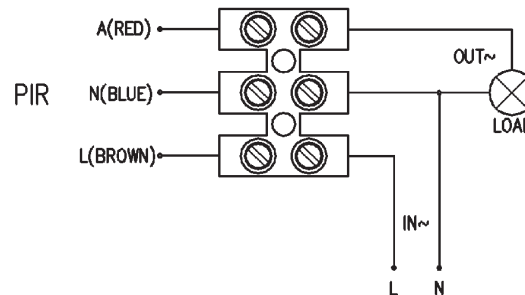 A(RED)
OUT~
PIR
N(BLUE)
LOAD
L(BROWN)
IN~
L
N